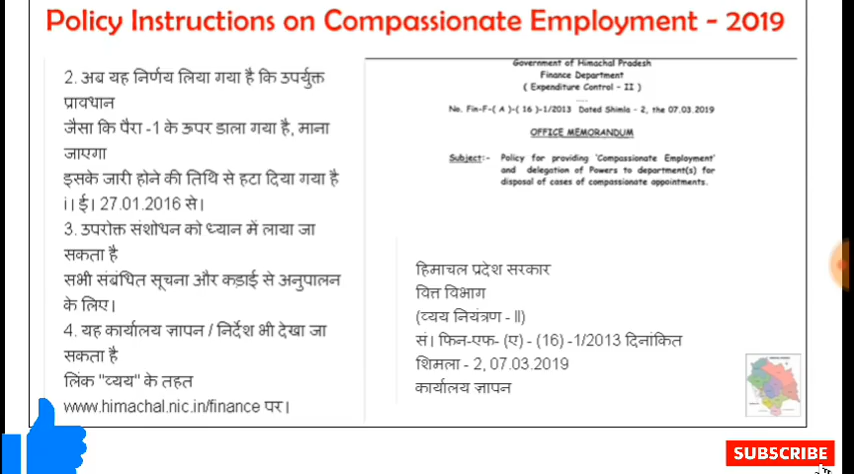 Policy Instructions on Compassionate Employment - 2019
2. अब यह निर्णय लिया गया है कि उपर्युक्त
प्रावधान
जैसा कि पैरा -1 के ऊपर डाला गया है, माना
जाएगा
इसके जारी होने की तिथि से हटा दिया गया है
i। ई। 27.01.2016 से।
3. उपरोक्त संशोधन को ध्यान में लाया जा
सकता है
सभी संबंधित सूचना और कड़ाई से अनुपालन
के लिए।
4. यह कार्यालय ज्ञापन / निर्देश भी देखा जा
सकता है
लिंक "व्यय" के तहत
www.himachal.nic.in/finance पर।
Government of Himachal Pradesh
Finance Department
( Expenditure Control - II )
No. Fin-F-( A )-( 16 )-1/2013 Dated Shimla - 2, the 07.03.2019
OFFICE MEMORANDUM
Subject:- Policy for providing 'Compassionate Employment'
and delegation of Powers to department(s) for
disposal of cases of compassionate appointments.
हिमाचल प्रदेश सरकार
वित्त विभाग
(व्यय नियंत्रण - II)
सं। फिन-एफ- (ए) - (16) -1/2013 दिनांकित
शिमला - 2, 07.03.2019
कार्यालय ज्ञापन
SUBSCRIBE